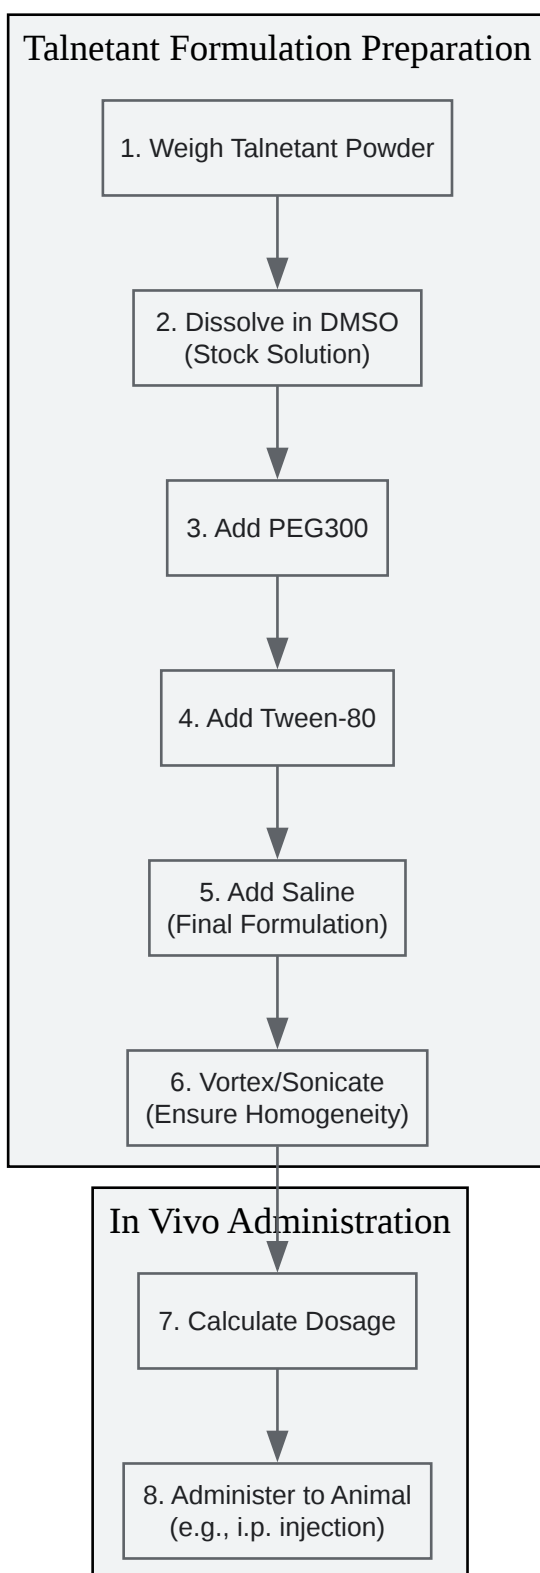 Talnetant Formulation Preparation
1. Weigh Talnetant Powder
2. Dissolve in DMSO
(Stock Solution)
3. Add PEG300
4. Add Tween-80
5. Add Saline
(Final Formulation)
6. Vortex/Sonicate
(Ensure Homogeneity)
In Vivo Administration
7. Calculate Dosage
8. Administer to Animal
(e.g., i.p. injection)